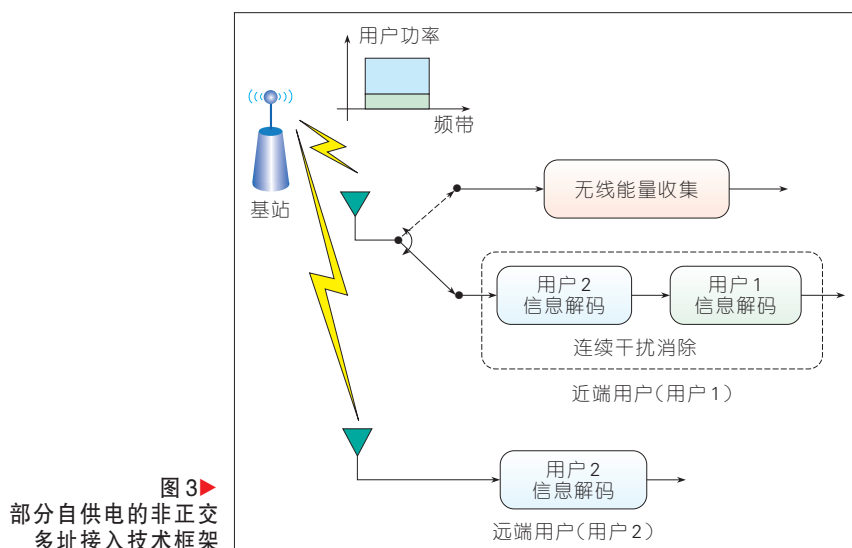 用户功率
频带
基站
无线能量收集
用户2
信息解码
用户1
信息解码
连续干扰消除
近端用户(用户1)
用户2
信息解码
远端用户(用户2)
图3▶
部分自供电的非正交
多址接入技术框架